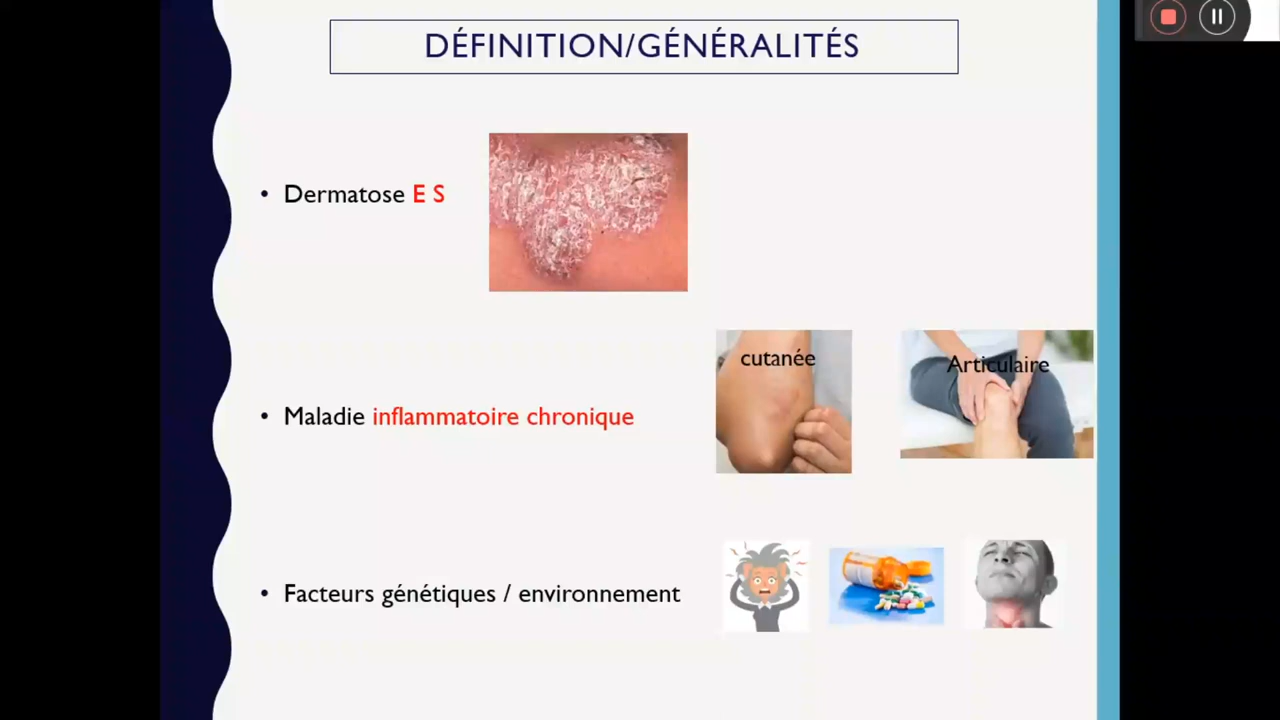 DÉFINITION/GÉNÉRALITÉS
• Dermatose E S
cutanée
Articulaire
• Maladie inflammatoire chronique
• Facteurs génétiques / environnement